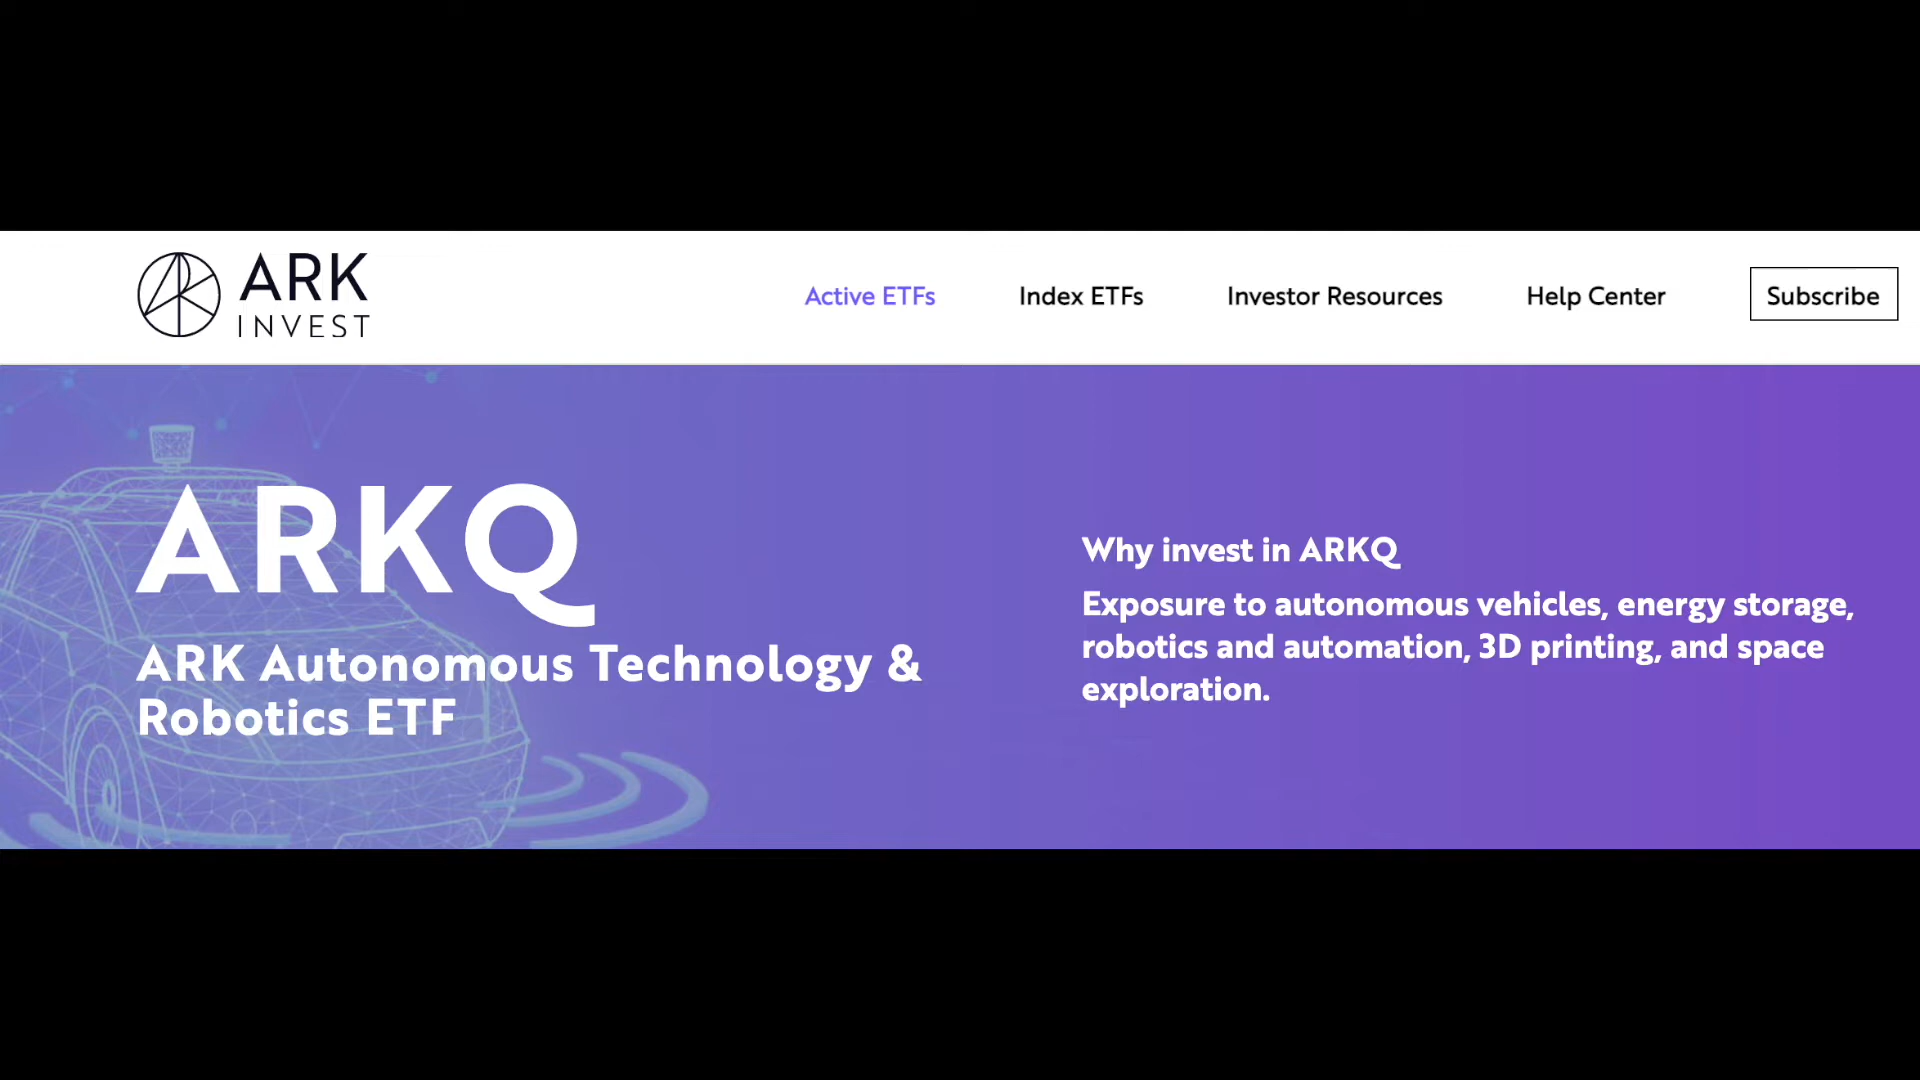 ARK
INVEST
Active ETFs
Index ETFs
Investor Resources
Help Center
Subscribe
ARKQ
ARK Autonomous Technology &
Robotics ETF
Why invest in ARKQ
Exposure to autonomous vehicles, energy storage,
robotics and automation, 3D printing, and space
exploration.